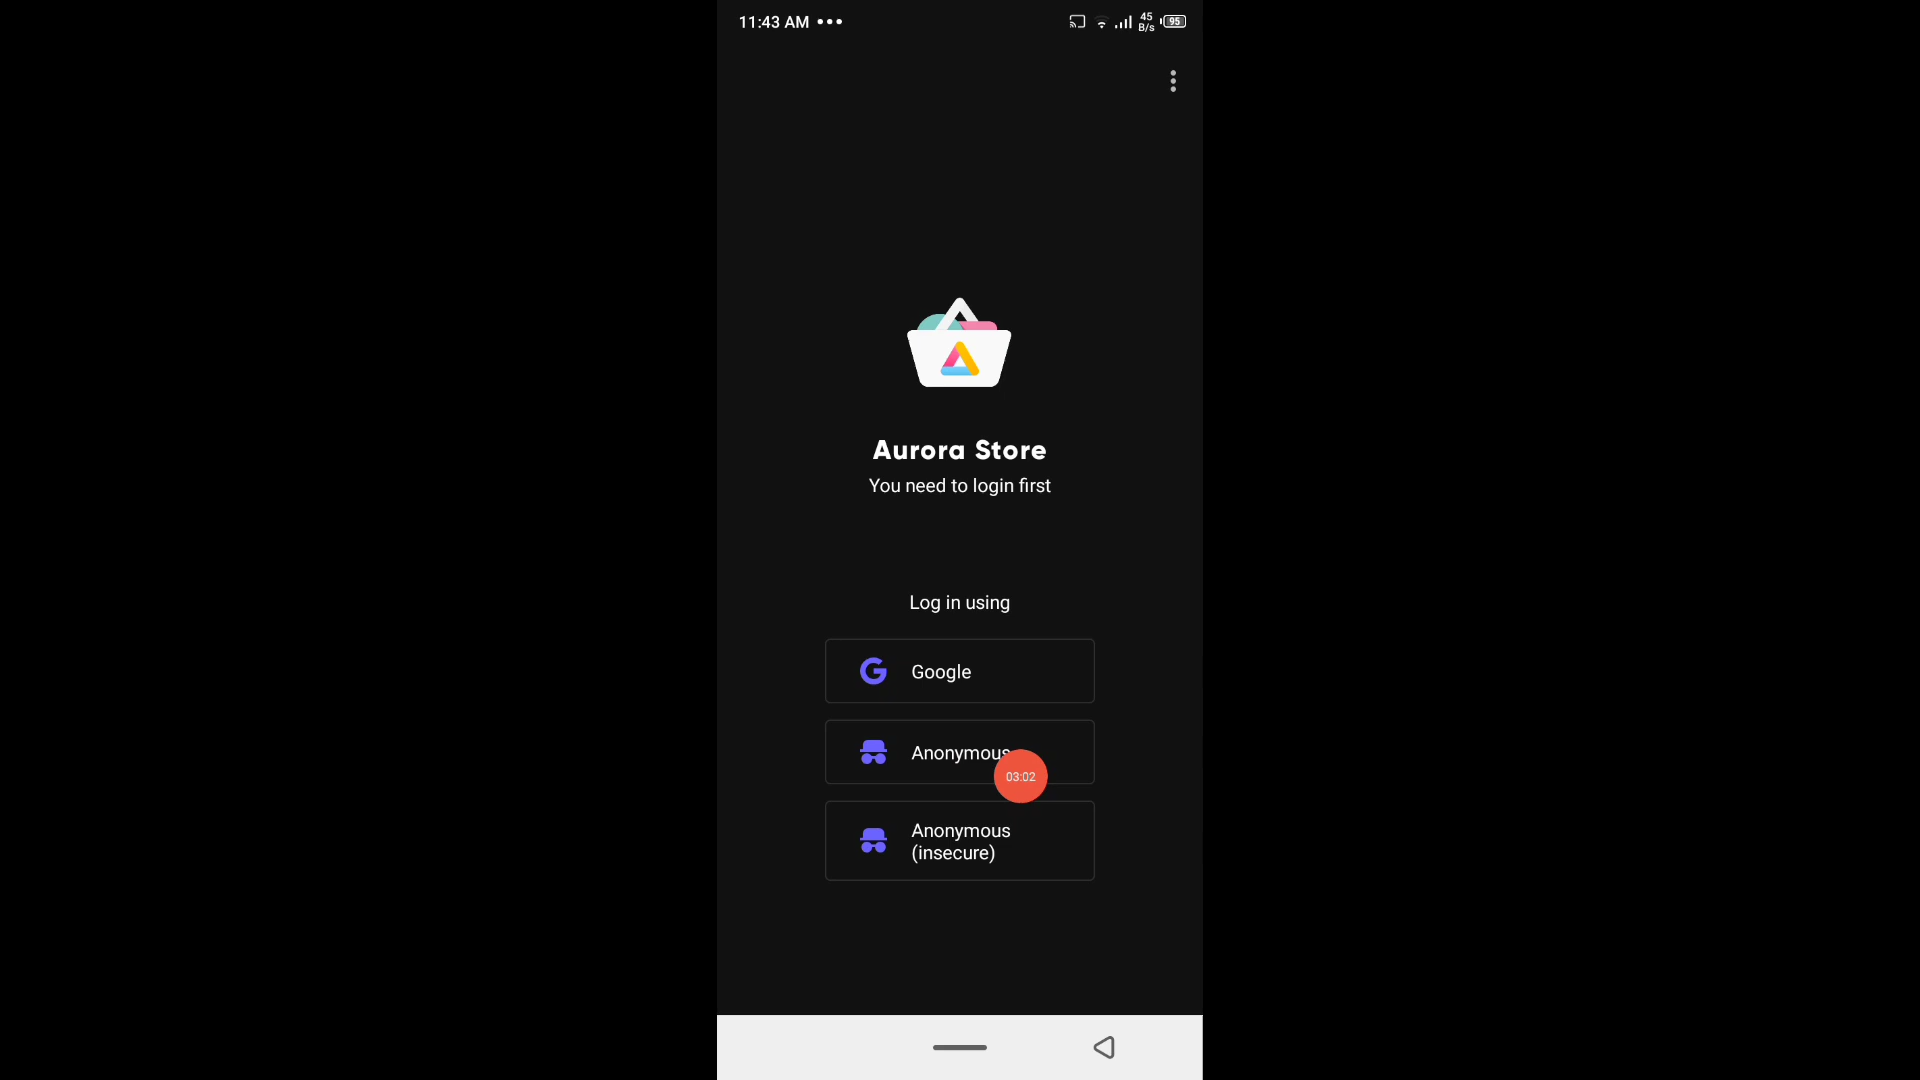 11:43 AM •••
45
B/s
95
Aurora Store
You need to login first
Log in using
Google
Anonymous
03:02
Anonymous
(insecure)